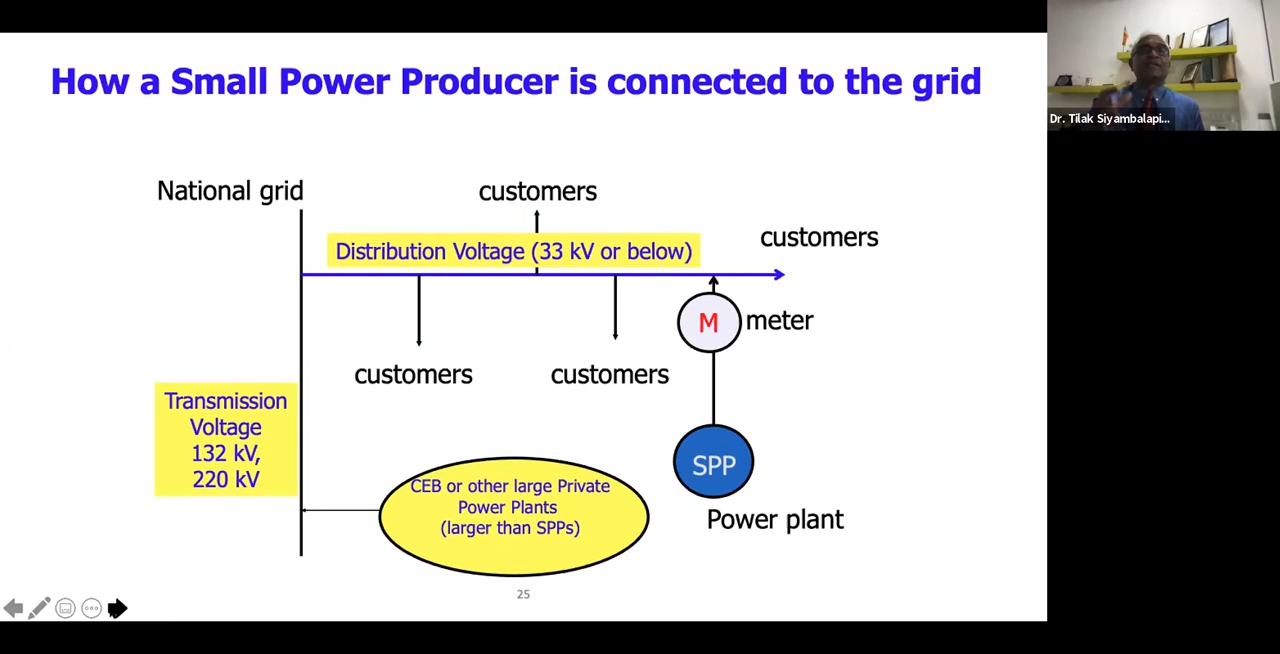 How a Small Power Producer is connected to the grid
Dr. Tilak Siyambalapi...
National grid
customers
customers
Distribution Voltage (33 kV or below)
M
meter
customers
customers
Transmission
Voltage
132 kV,
220 kV
SPP
CEB or other large Private
Power Plants
(larger than SPPs)
Power plant
25